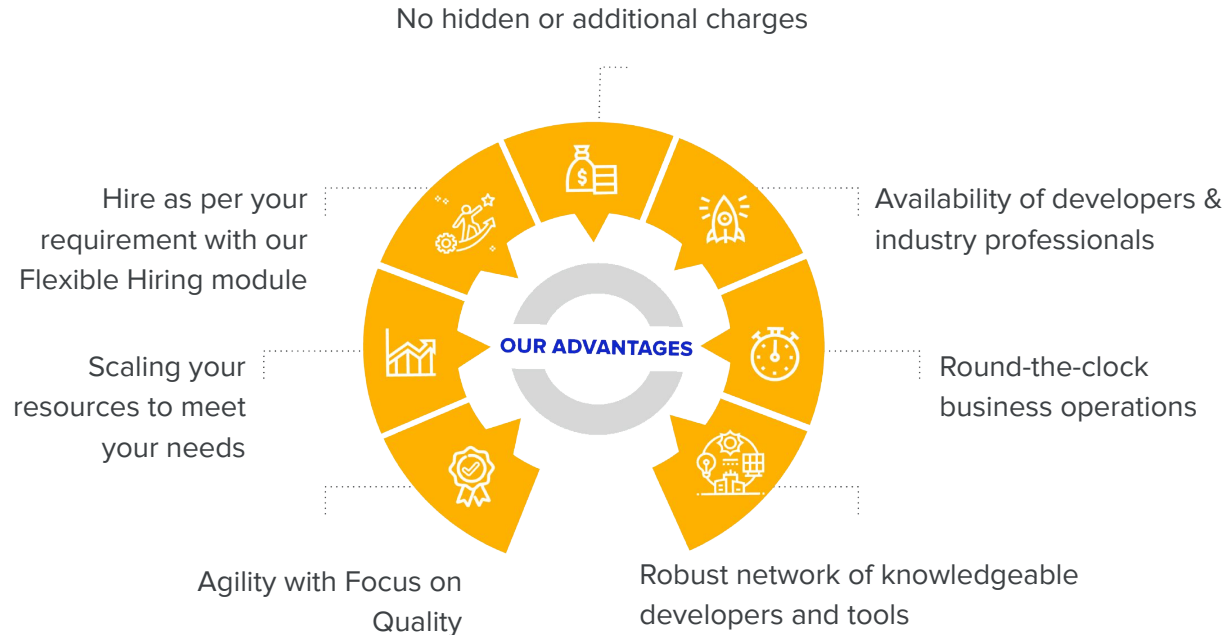 No hidden or additional charges
Hire as per your
requirement with our
Flexible Hiring module
Availability of developers &
industry professionals
$
OUR ADVANTAGES
Scaling your
resources to meet
your needs
Round-the-clock
business operations
Agility with Focus on
Quality
Robust network of knowledgeable
developers and tools